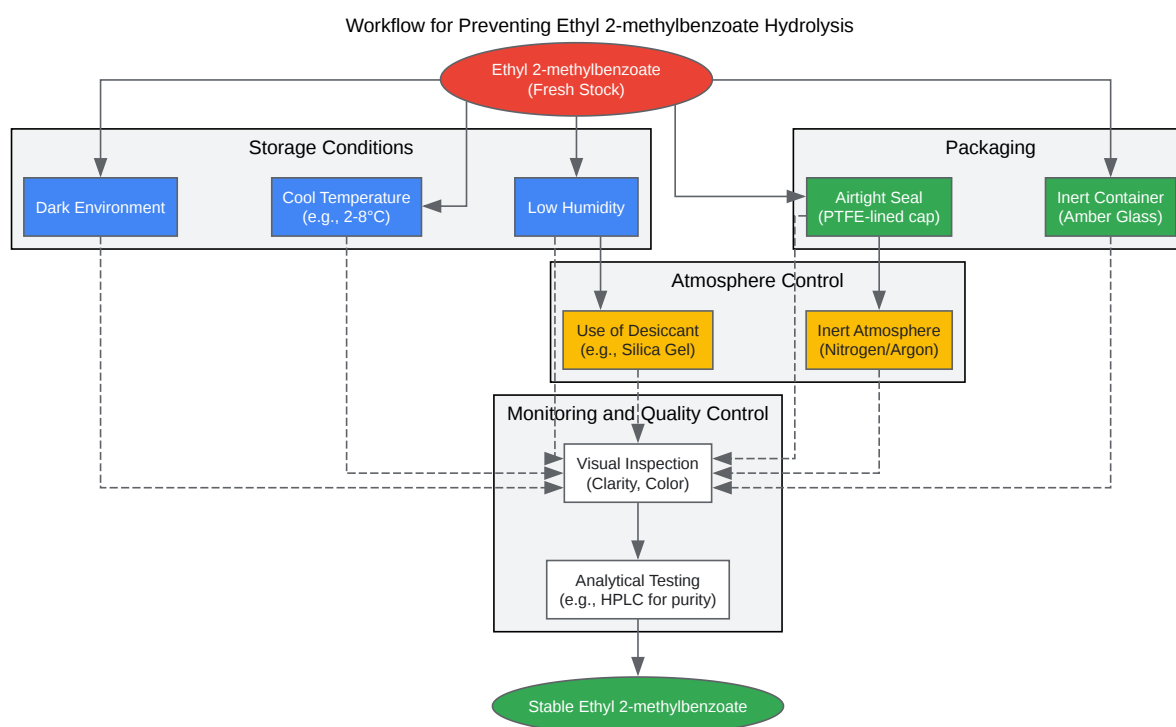 Workflow for Preventing Ethyl 2-methylbenzoate Hydrolysis
Ethyl 2-methylbenzoate
(Fresh Stock)
Storage Conditions
Packaging
Dark Environment
Cool Temperature
(e.g., 2-8°C)
Low Humidity
Airtight Seal
(PTFE-lined cap)
Inert Container
(Amber Glass)
Atmosphere Control
Use of Desiccant
(e.g., Silica Gel)
Inert Atmosphere
(Nitrogen/Argon)
Monitoring and Quality Control
Visual Inspection
(Clarity, Color)
Analytical Testing
(e.g., HPLC for purity)
Stable Ethyl 2-methylbenzoate